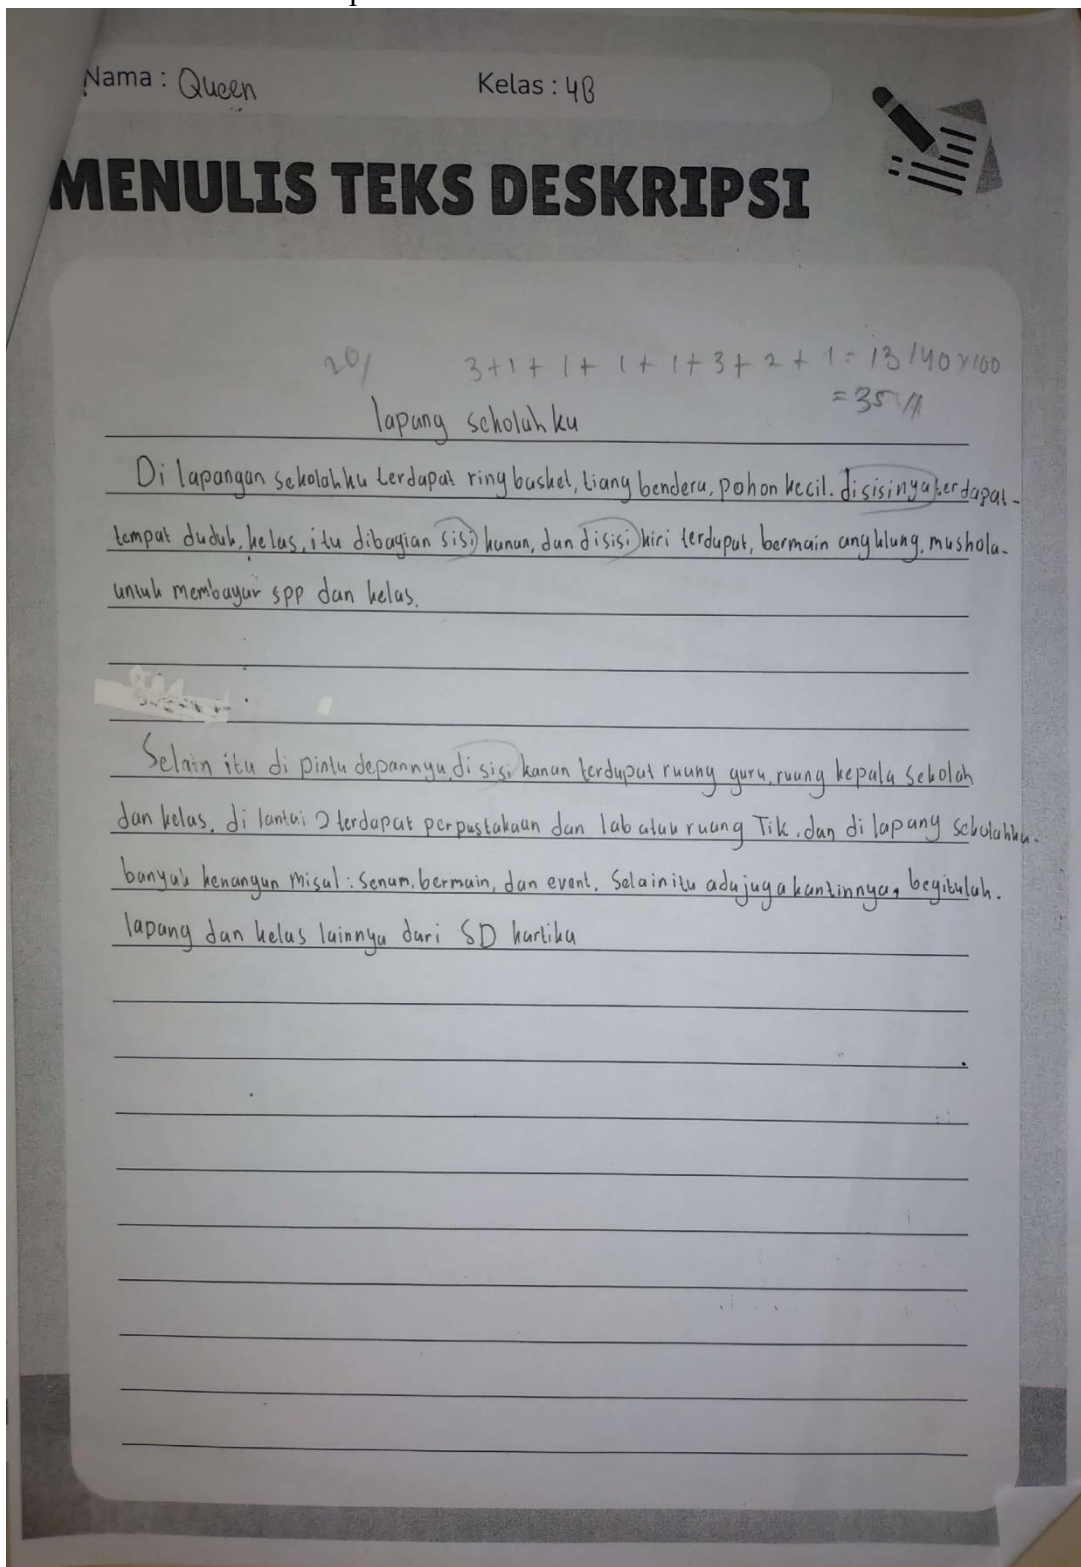 Nama : Queen Kelas : 4B
MENULIS TEKS DESKRIPSI
20/ 3+1+1+1+1+3+2+1= 13/40x100
= 35 //
lapang scholahku
Di lapangan sekolahku terdapat ring basket, tiang bendera, pohon kecil. disisinya terdapat-
tempat duduk, kelas, itu dibagian sisi kanan, dan disisi kiri terdapat, bermain angklung, mushola.
untuk membayar spp dan kelas.
Selain itu di pintu depannya, di sisi kanan terdapat ruang guru, ruang kepala sekolah
dan kelas, di lantai 2 terdapat perpustakaan dan lab atau ruang Tik. dan di lapang sekolahku.
banyak kenangan misal : Senam, bermain, dan event, Selain itu ada juga kantinnya, begitulah.
lapang dan kelas lainnya dari SD kartika